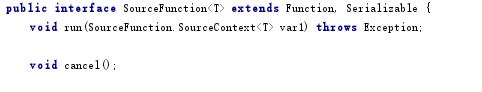 public interface SourceFunction<T> extends Function, Serializable {
    void run(SourceFunction.SourceContext<T> var1) throws Exception;
    void cancel();